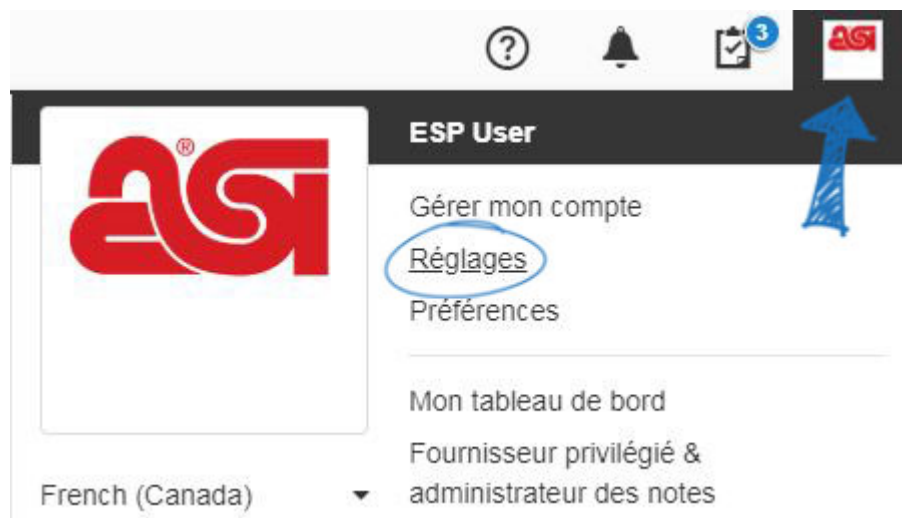 3
asi
ESP User
asi®
Gérer mon compte
Réglages
Préférences
Mon tableau de bord
Fournisseur privilégié &
administrateur des notes
French (Canada)